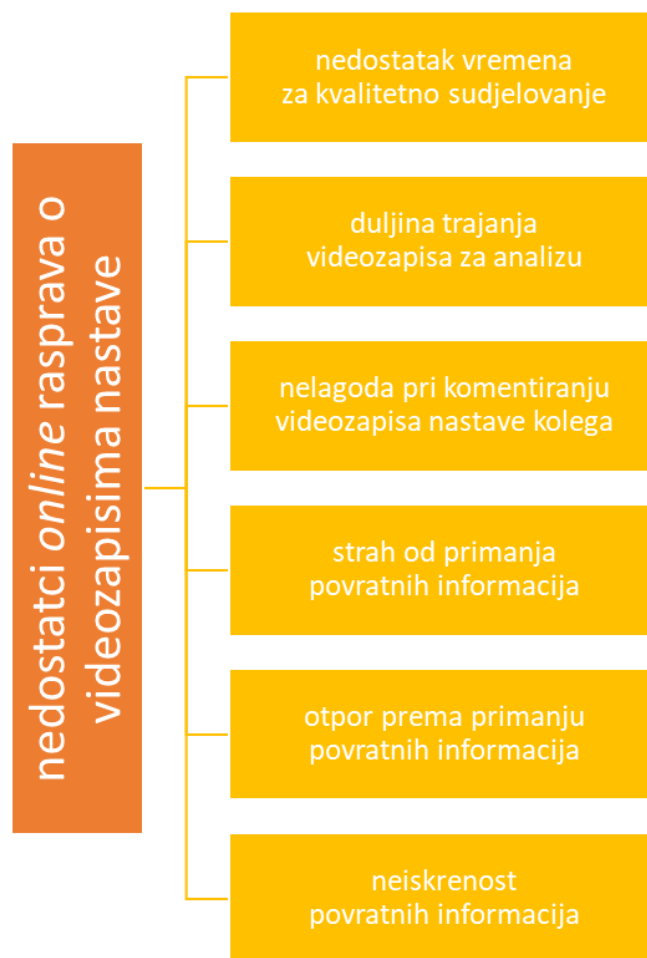 nedostatci online rasprava o
videozapisima nastave
nedostatak vremena
za kvalitetno sudjelovanje
duljina trajanja
videozapisa za analizu
nelagoda pri komentiranju
videozapisa nastave kolega
strah od primanja
povratnih informacija
otpor prema primanju
povratnih informacija
neiskrenost
povratnih informacija